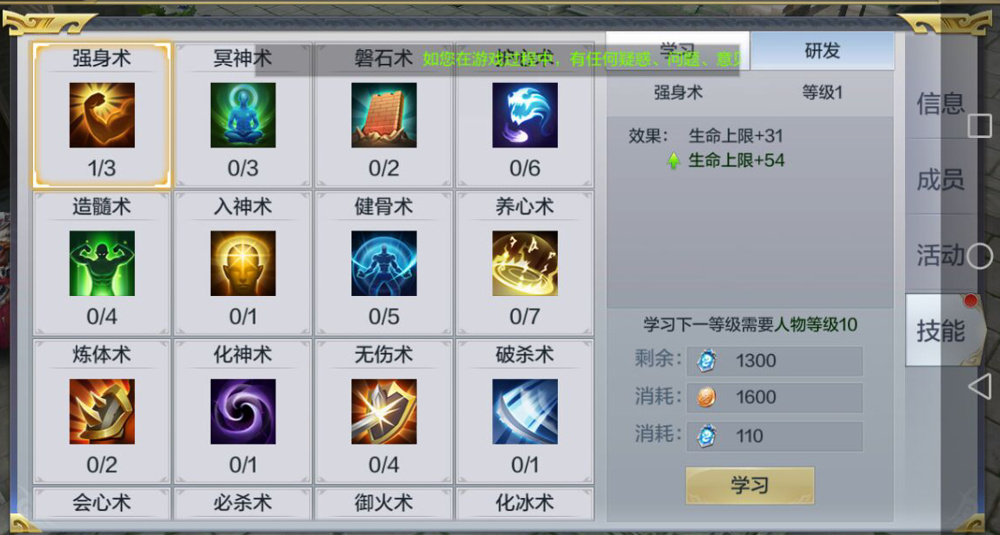 强身术
冥神术
磐石术
如您在游戏过程中，有任何疑惑、问题、意见
学习
研发
1/3
0/3
0/2
0/6
强身术
等级1
信息
效果：
生命上限+31
生命上限+54
成员
造髓术
入神术
健骨术
养心术
0/4
0/1
0/5
0/7
活动
学习下一等级需要人物等级10
技能
炼体术
化神术
无伤术
破杀术
剩余：
1300
消耗：
1600
消耗：
110
0/2
0/1
0/4
0/1
学习
会心术
必杀术
御火术
化冰术